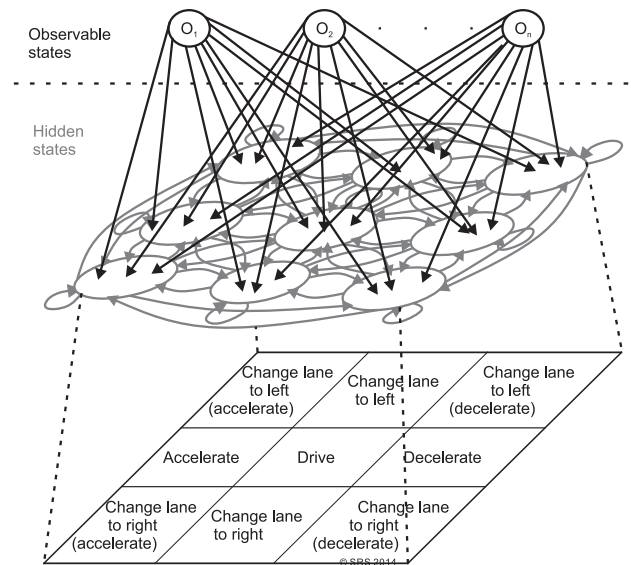 Observable
states
O1
O2
On
Hidden
states
Change lane
to left
(accelerate)
Change lane
to left
Change lane
to left
(decelerate)
Accelerate
Drive
Decelerate
Change lane
to right
(accelerate)
Change lane
to right
Change lane
to right
(decelerate)
© SRS 2014